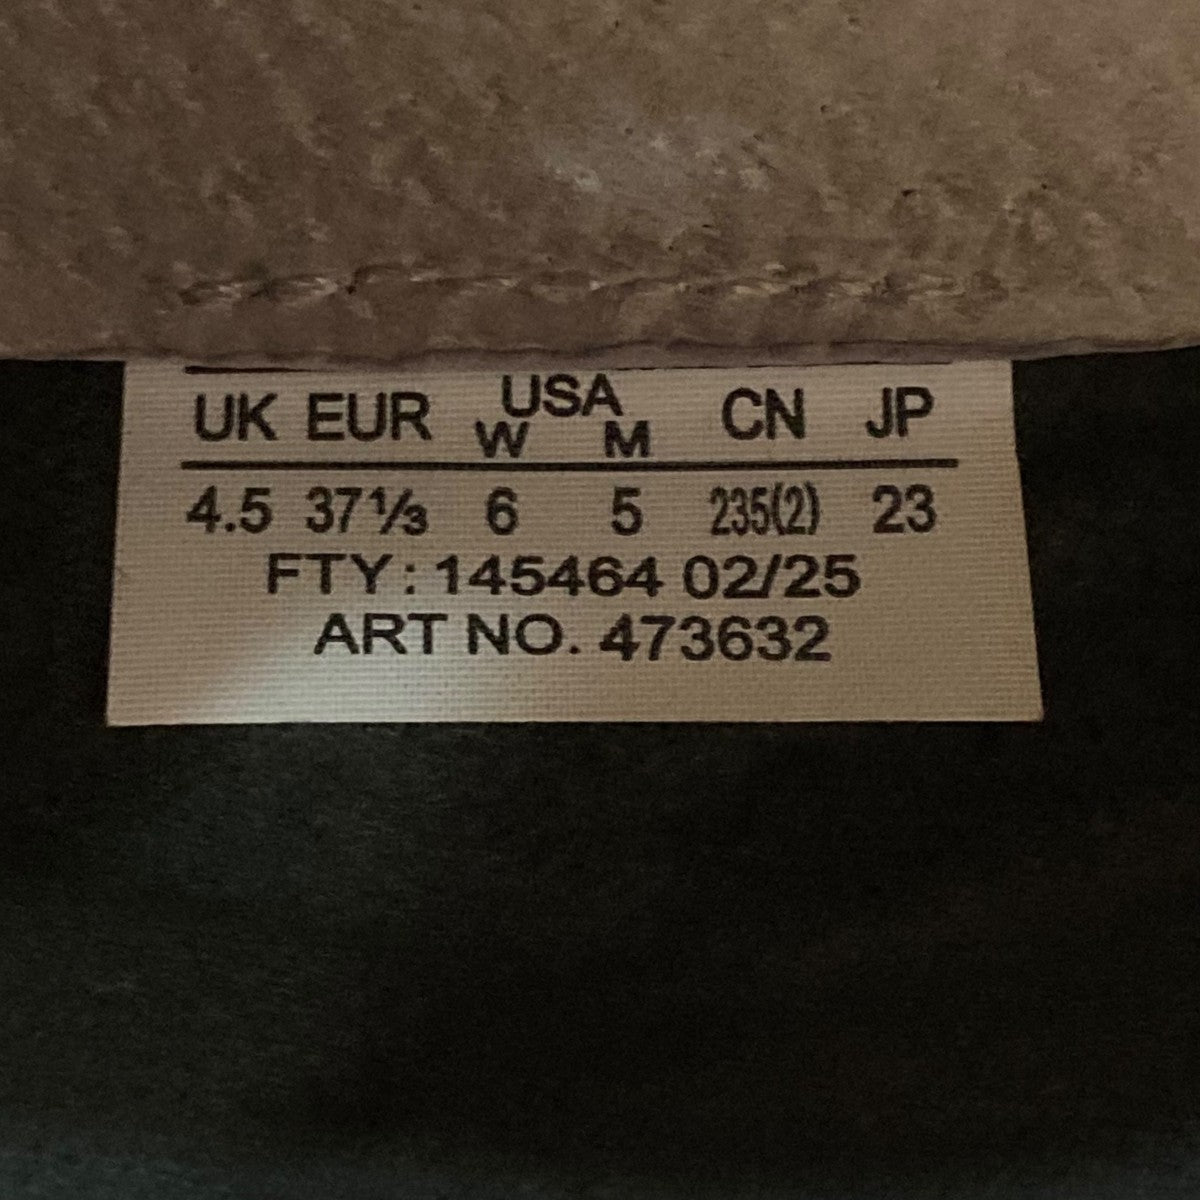 UK EUR USA CN JP
W M
4.5 37⅓ 6 5 235(2) 23
FTY: 145464 02/25
ART NO. 473632